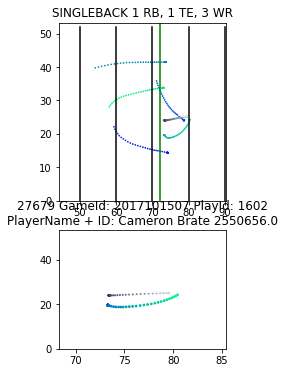 SINGLEBACK 1 RB, 1 TE, 3 WR
50
40
30
20
10
0
50 60 70 80 90
27679 GameId: 2017101507 PlayId: 1602
PlayerName + ID: Cameron Brate 2550656.0
40
20
0
70 75 80 85